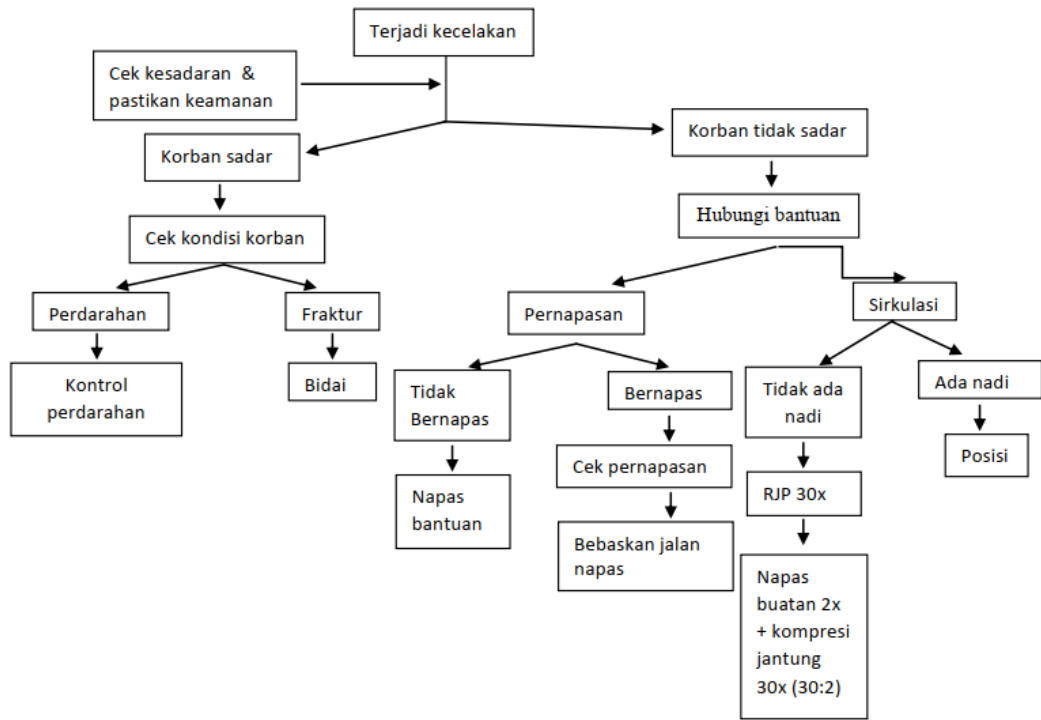 Terjadi kecelakan
Cek kesadaran &
pastikan keamanan
Korban sadar
Korban tidak sadar
Cek kondisi korban
Hubungi bantuan
Perdarahan
Fraktur
Pernapasan
Sirkulasi
Kontrol
perdarahan
Bidai
Tidak
Bernapas
Bernapas
Tidak ada
nadi
Ada nadi
Napas
bantuan
Cek pernapasan
RJP 30x
Posisi
Bebaskan jalan
napas
Napas
buatan 2x
+ kompresi
jantung
30x (30:2)